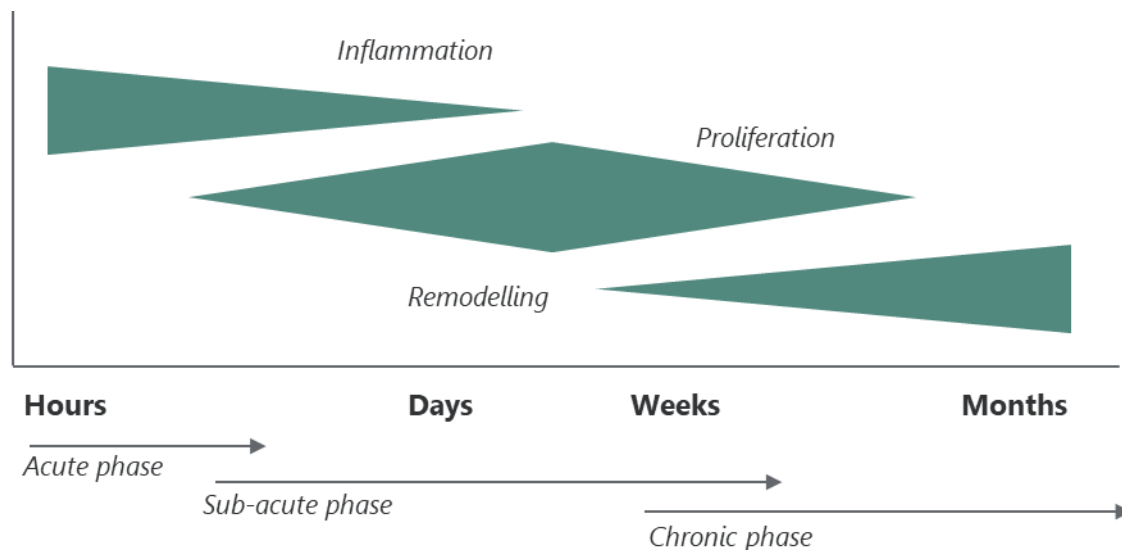 Inflammation
Proliferation
Remodelling
Hours Days Weeks Months
Acute phase
Sub-acute phase
Chronic phase